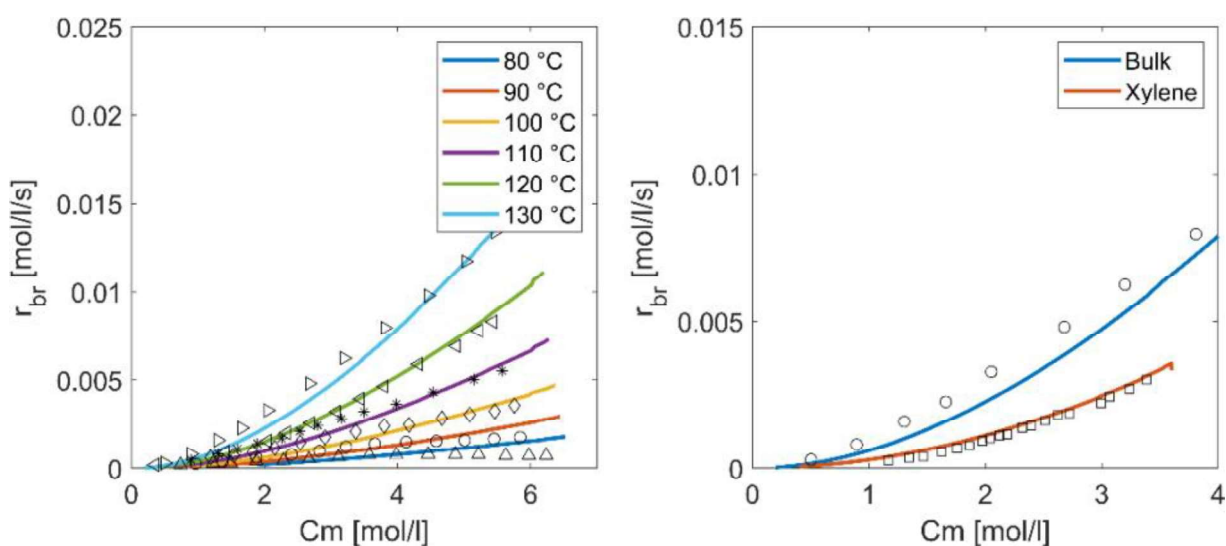 0.025
0.02
0.015
0.01
0.005
0
r_br [mol/l/s]
80 °C
90 °C
100 °C
110 °C
120 °C
130 °C
0 2 4 6
Cm [mol/l]
0.015
0.01
0.005
0
r_br [mol/l/s]
Bulk
Xylene
0 1 2 3 4
Cm [mol/l]